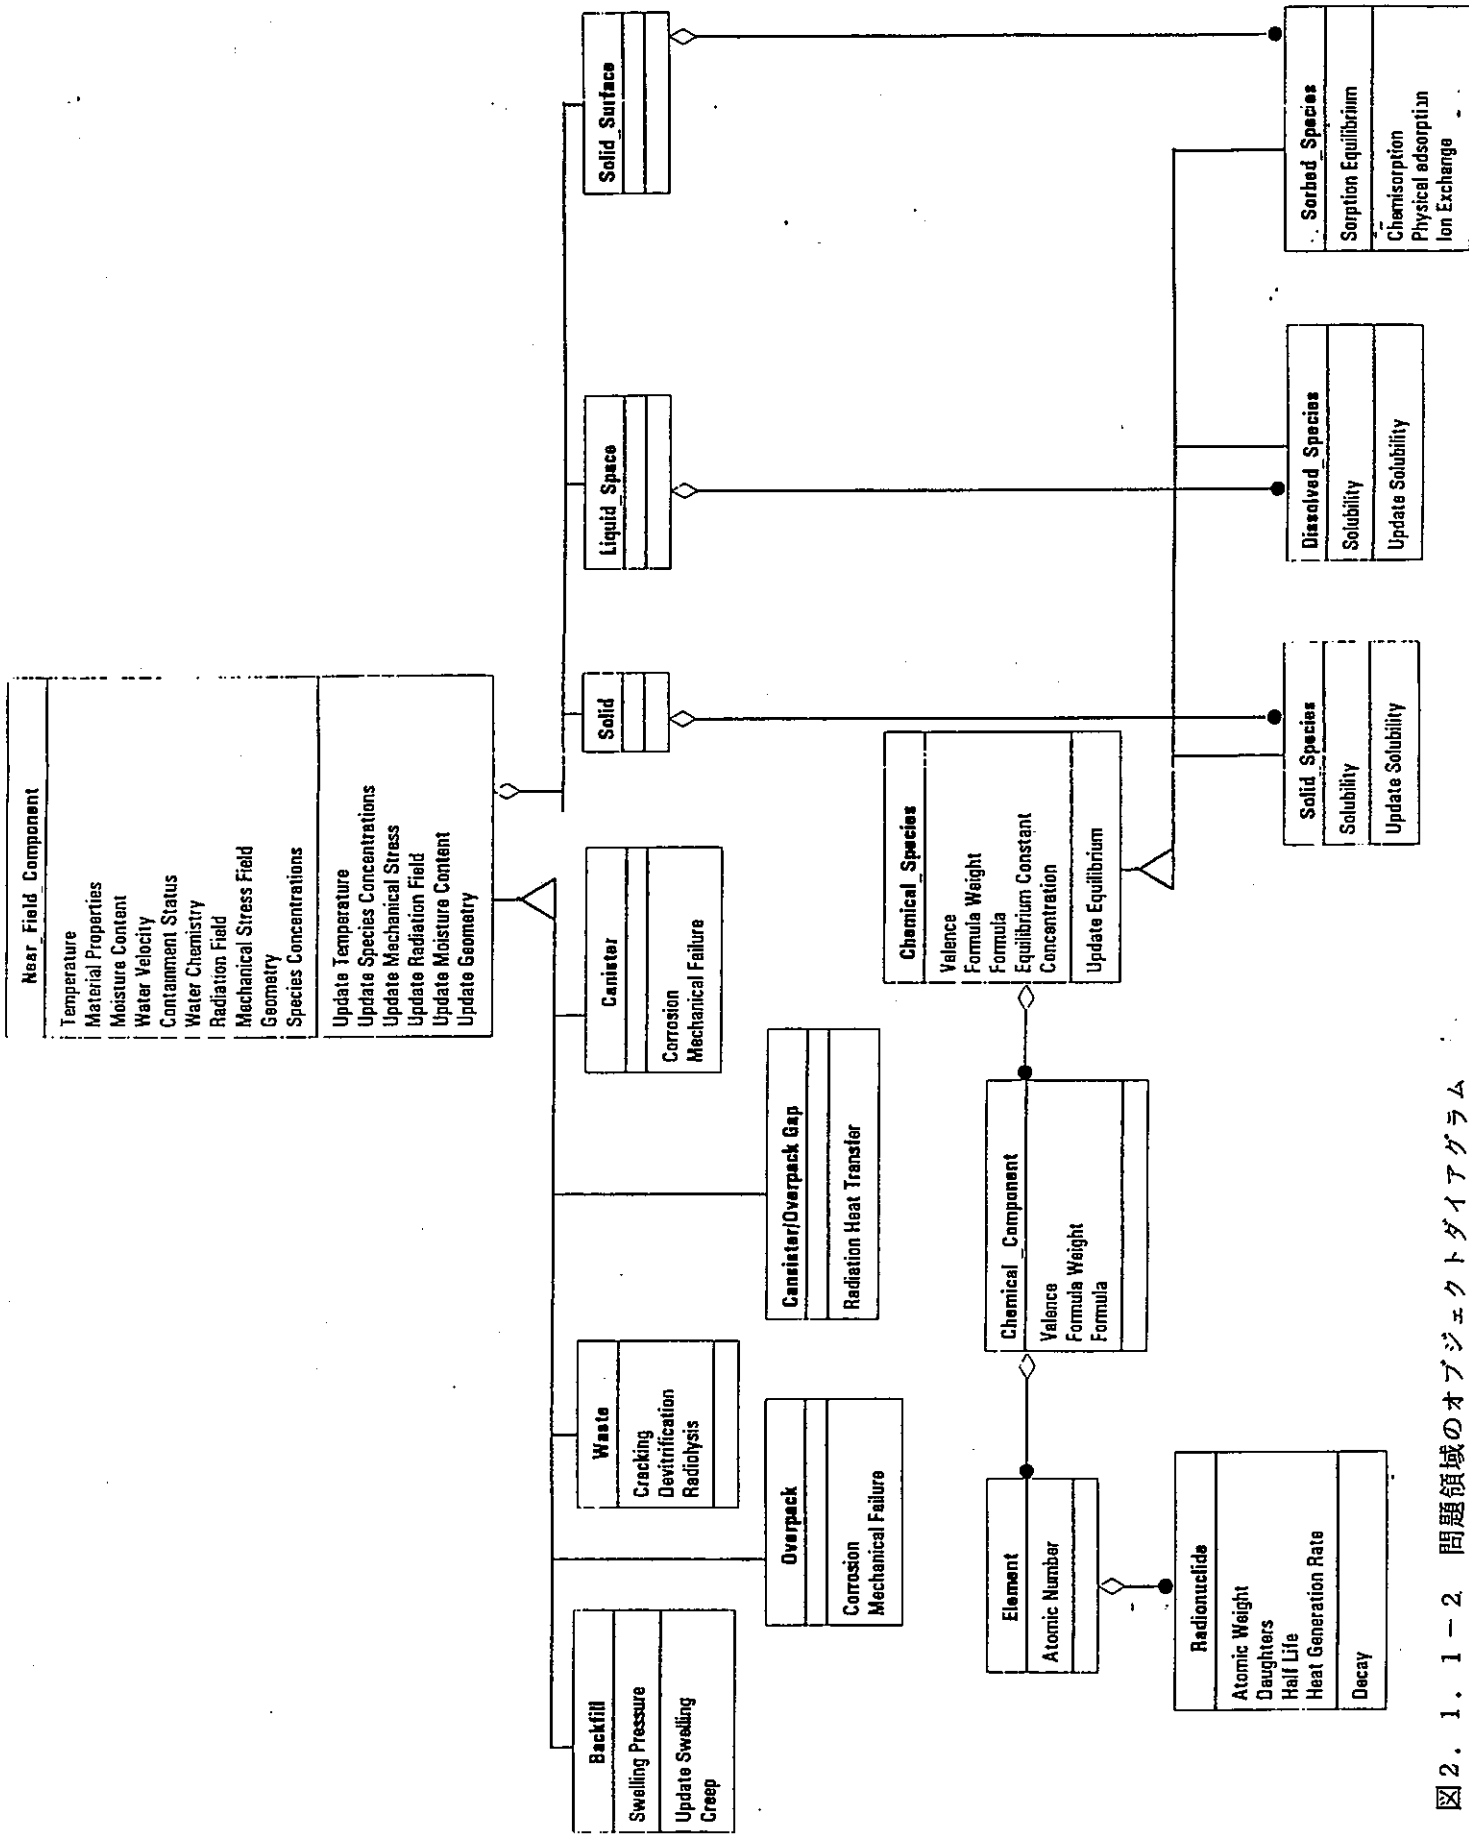 Near_Field_Component
Temperature
Material Properties
Moisture Content
Water Velocity
Containment Status
Water Chemistry
Radiation Field
Mechanical Stress Field
Geometry
Species Concentrations
Update Temperature
Update Species Concentrations
Update Mechanical Stress
Update Radiation Field
Update Moisture Content
Update Geometry
Backfill
Swelling Pressure
Update Swelling
Creep
Waste
Cracking
Devitrification
Radiolysis
Canister
Corrosion
Mechanical Failure
Solid
Liquid_Space
Solid_Surface
Overpack
Corrosion
Mechanical Failure
Canister/Overpack Gap
Radiation Heat Transfer
Chemical_Species
Valence
Formula Weight
Formula
Equilibrium Constant
Concentration
Update Equilibrium
Element
Atomic Number
Chemical_Component
Valence
Formula Weight
Formula
Radionuclide
Atomic Weight
Daughters
Half Life
Heat Generation Rate
Decay
Solid_Species
Solubility
Update Solubility
Dissolved_Species
Solubility
Update Solubility
Sorbed_Species
Sorption Equilibrium
Chemisorption
Physical adsorption
Ion Exchange
図2.1.1-2 問題領域のオブジェクトダイアグラム